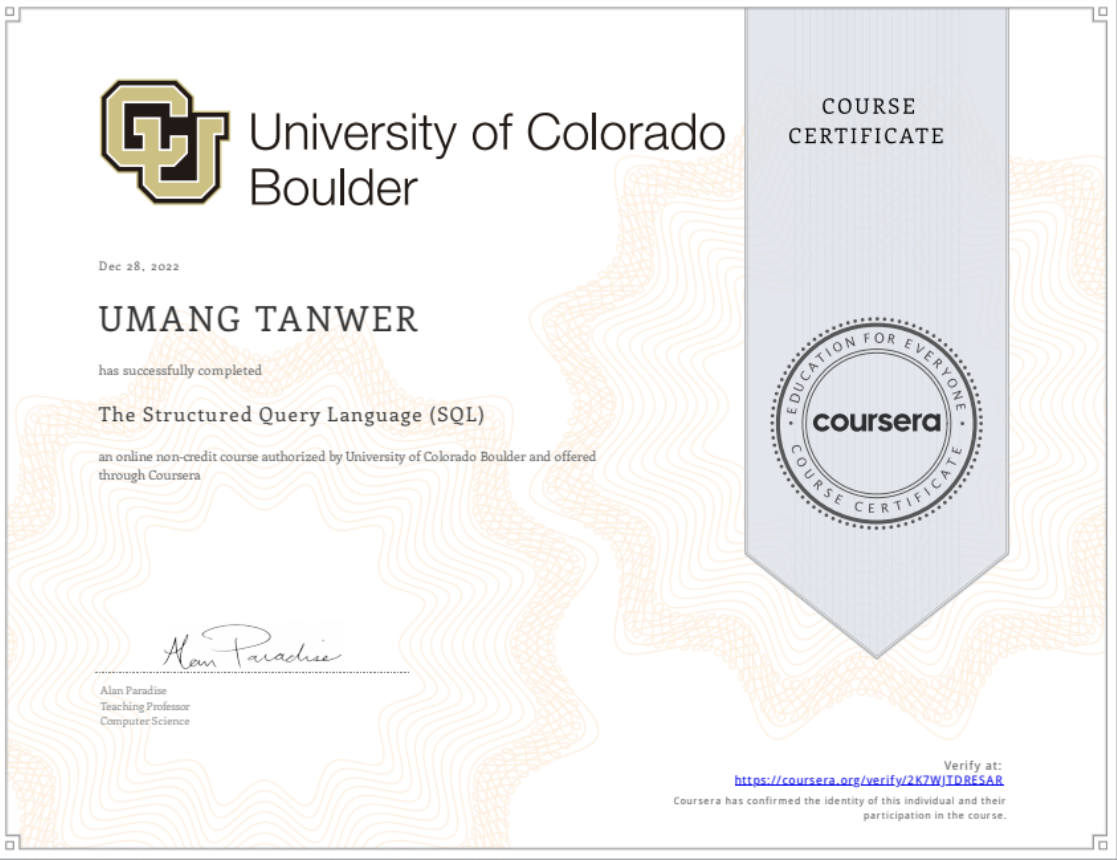 CU
University of Colorado
Boulder
COURSE
CERTIFICATE
Dec 28, 2022
UMANG TANWER
has successfully completed
The Structured Query Language (SQL)
an online non-credit course authorized by University of Colorado Boulder and offered
through Coursera
EDUCATION FOR EVERYONE
coursera
COURSE CERTIFICATE
Alan Paradise
Alan Paradise
Teaching Professor
Computer Science
Verify at:
https://coursera.org/verify/2K7WJTDRESAR
Coursera has confirmed the identity of this individual and their
participation in the course.